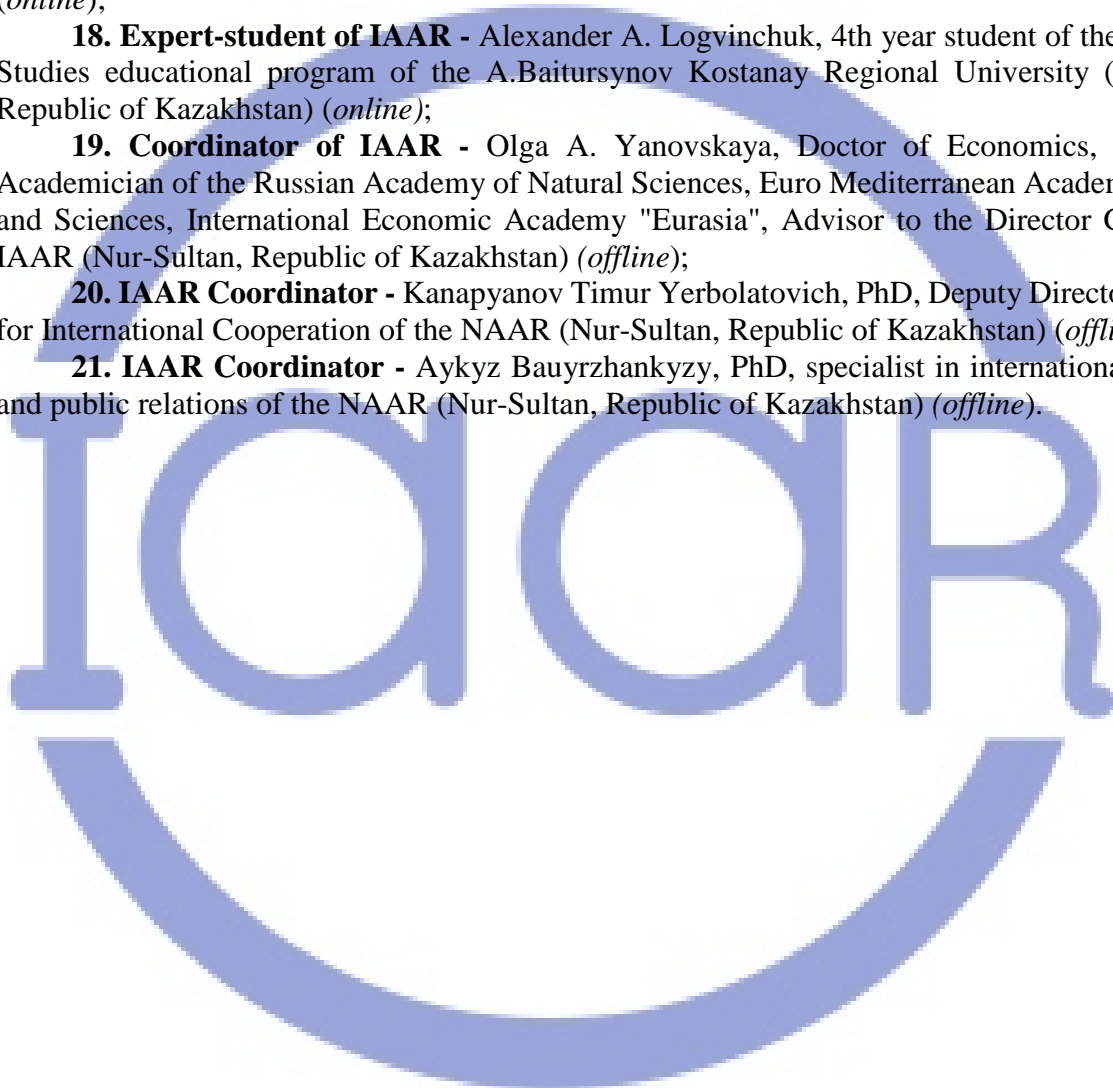 (online);
18. Expert-student of IAAR - Alexander A. Logvinchuk, 4th year student of the
Studies educational program of the A.Baitursynov Kostanay Regional University (
Republic of Kazakhstan) (online);
19. Coordinator of IAAR - Olga A. Yanovskaya, Doctor of Economics,
Academician of the Russian Academy of Natural Sciences, Euro Mediterranean
and Sciences, International Economic Academy "Eurasia", Advisor to the Director
IAAR (Nur-Sultan, Republic of Kazakhstan) (offline);
20. IAAR Coordinator - Kanapyanov Timur Yerbolatovich, PhD, Deputy
for International Cooperation of the NAAR (Nur-Sultan, Republic of Kazakhstan)
21. IAAR Coordinator - Aykyz Bauyrzhankyzy, PhD, specialist in international
and public relations of the NAAR (Nur-Sultan, Republic of Kazakhstan) (offline).
IaaR